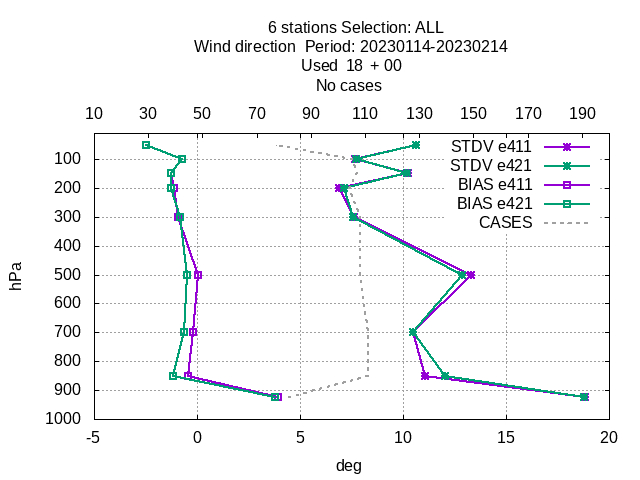 6 stations Selection: ALL
Wind direction  Period: 20230114-20230214
Used  18  + 00
No cases
10 30 50 70 90 110 130 150 170 190
STDV e411
STDV e421
BIAS e411
BIAS e421
CASES
100
200
300
400
500
600
700
800
900
1000
hPa
-5 0 5 10 15 20
deg